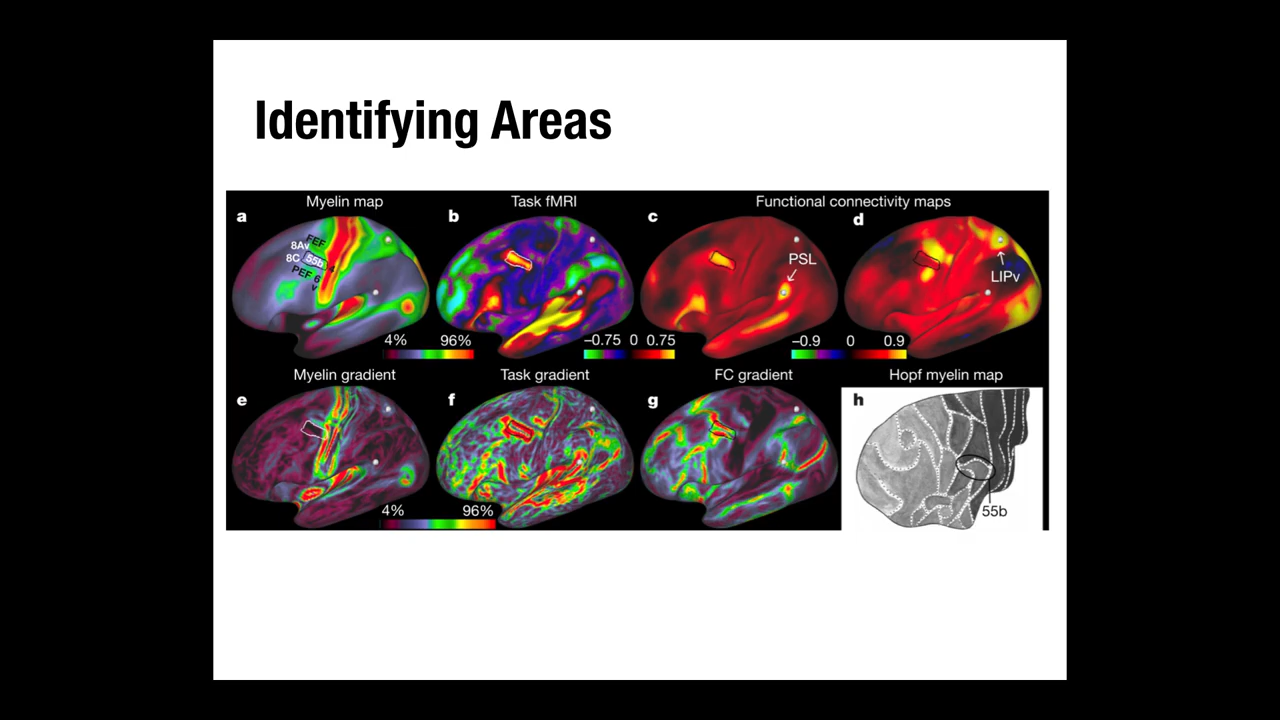 Identifying Areas
Myelin map
Task fMRI
Functional connectivity maps
a
b
c
d
FEF
8Av
8C
55b
4
PEF
6
v
PSL
LIPv
4%
96%
−0.75
0
0.75
−0.9
0
0.9
Myelin gradient
Task gradient
FC gradient
Hopf myelin map
e
f
g
h
4%
96%
55b